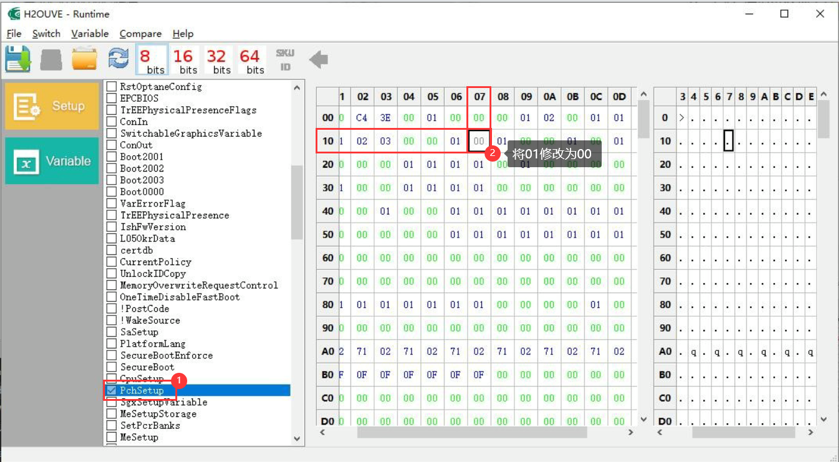 H2OUVE - Runtime
File Switch Variable Compare Help
8 bits 16 bits 32 bits 64 bits SKU ID
Setup
Variable
RstOptaneConfig
EPCBIOS
TrEEPhysicalPresenceFlags
ConIn
SwitchableGraphicsVariable
ConOut
Boot2001
Boot2002
Boot2003
Boot0000
VarErrorFlag
TrEEPhysicalPresence
IshFwVersion
L05OkrData
certdb
CurrentPolicy
UnlockIDCopy
MemoryOverwriteRequestControl
OneTimeDisableFastBoot
!PostCode
!WakeSource
SaSetup
PlatformLang
SecureBootEnforce
SecureBoot
CpuSetup
PchSetup
SgxSetupVariable
MeSetupStorage
SetPcrBanks
MeSetup
1
1 02 03 04 05 06 07 08 09 0A 0B 0C 0D
00 0 C4 3E 00 01 00 00 00 01 02 00 01 01
10 1 02 03 00 00 01 00 01 00 00 01 00 01
2 将01修改为00
20 0 00 00 01 01 01 01
30 1 00 00 01 01 01 01 00 00 00 00 00 00
40 0 00 01 00 00 01 01 01 01 01 01 01 01
50 0 00 00 00 00 01 01 01 01 01 01 01 01
60 0 00 00 00 00 00 00 00 00 00 00 00 00
70 0 00 00 00 00 00 00 00 00 00 00 00 00
80 1 01 01 01 01 01 01 00 00 00 00 01 00
90 0 00 00 00 00 00 00 00 00 00 00 00 00
A0 2 71 02 71 02 71 02 71 02 71 02 71 02
B0 F 0F 0F 0F 0F 0F 0F 00 00 00 00 00 00
C0 0 00 00 00 00 00 00 00 00 00 00 00 00
D0 0 00 00 00 00 00 00 00 00 00 00 00 00
3 4 5 6 7 8 9 A B C D E
0 > . . . . . . . . . . .
10 . . . . . . . . . . . .
20 . . . . . . . . . . . .
30 . . . . . . . . . . . .
40 . . . . . . . . . . . .
50 . . . . . . . . . . . .
60 . . . . . . . . . . . .
70 . . . . . . . . . . . .
80 . . . . . . . . . . . .
90 . . . . . . . . . . . .
A0 . q . q . q . q . q . q
B0 . . . . . . . . . . . .
C0 . . . . . . . . . . . .
D0 . . . . . . . . . . . .